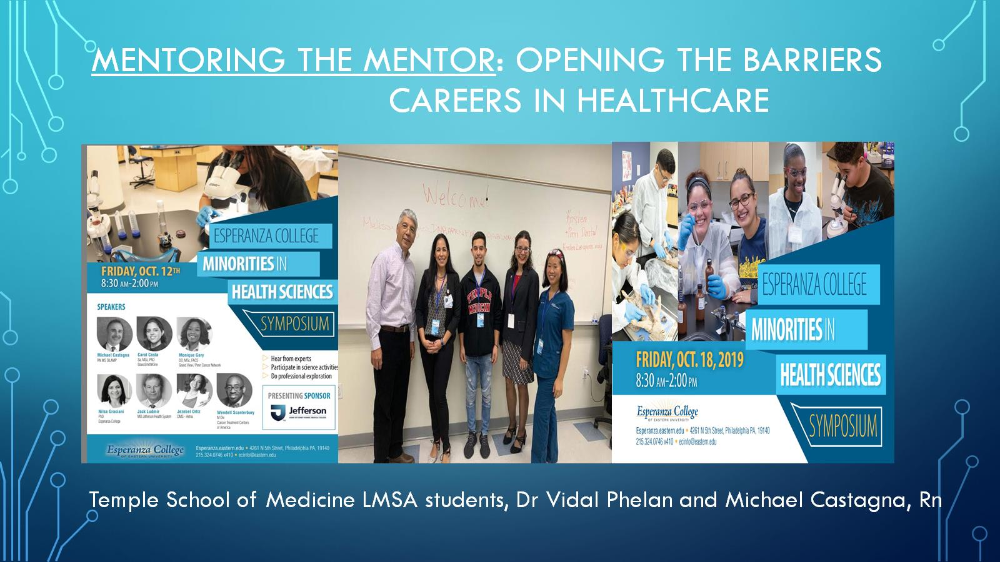 MENTORING THE MENTOR: OPENING THE BARRIERS
CAREERS IN HEALTHCARE
ESPERANZA COLLEGE
MINORITIES IN
HEALTH SCIENCES
SYMPOSIUM
FRIDAY, OCT. 12TH
8:30 AM-2:00 PM
SPEAKERS
Michael Castagna
RN MS SILAMP
Carol Costa
Sa, MSc, PhD
GlaxoSmithKline
Monique Gary
DO, MSc, FACS
Grand View / Penn Cancer Network
Nilsa Graciani
PhD
Esperanza College
Jack Ludmir
MD Jefferson Health System
Jezebel Ortiz
DMS - Aetna
Wendell Scanterbury
M Div
Cancer Treatment Centers
of America
Hear from experts
Participate in science activities
Do professional exploration
PRESENTING SPONSOR
Jefferson
Esperanza College
OF EASTERN UNIVERSITY
Esperanza.eastern.edu • 4261 N 5th Street, Philadelphia PA, 19140
215.324.0746 x410 • ecinfo@eastern.edu
Welcome!
Kristen
Penn Dental
TEMPLE
MEDICINE
ESPERANZA COLLEGE
MINORITIES IN
HEALTH SCIENCES
SYMPOSIUM
FRIDAY, OCT. 18, 2019
8:30 AM-2:00 PM
Esperanza College
OF EASTERN UNIVERSITY
Esperanza.eastern.edu • 4261 N 5th Street, Philadelphia PA, 19140
215.324.0746 x410 • ecinfo@eastern.edu
Temple School of Medicine LMSA students, Dr Vidal Phelan and Michael Castagna, Rn